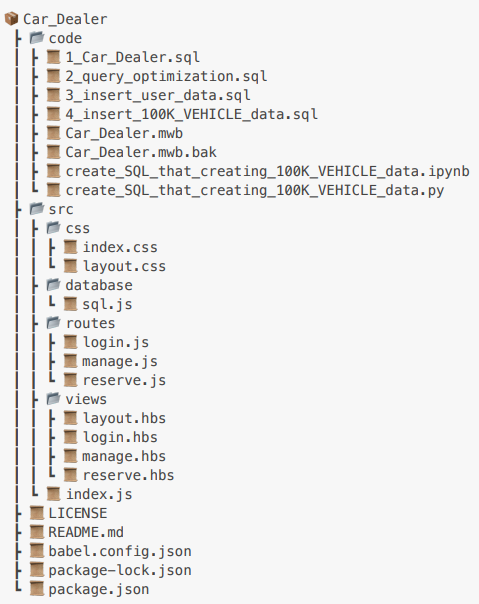 Car_Dealer
code
1_Car_Dealer.sql
2_query_optimization.sql
3_insert_user_data.sql
4_insert_100K_VEHICLE_data.sql
Car_Dealer.mwb
Car_Dealer.mwb.bak
create_SQL_that_creating_100K_VEHICLE_data.ipynb
create_SQL_that_creating_100K_VEHICLE_data.py
src
css
index.css
layout.css
database
sql.js
routes
login.js
manage.js
reserve.js
views
layout.hbs
login.hbs
manage.hbs
reserve.hbs
index.js
LICENSE
README.md
babel.config.json
package-lock.json
package.json